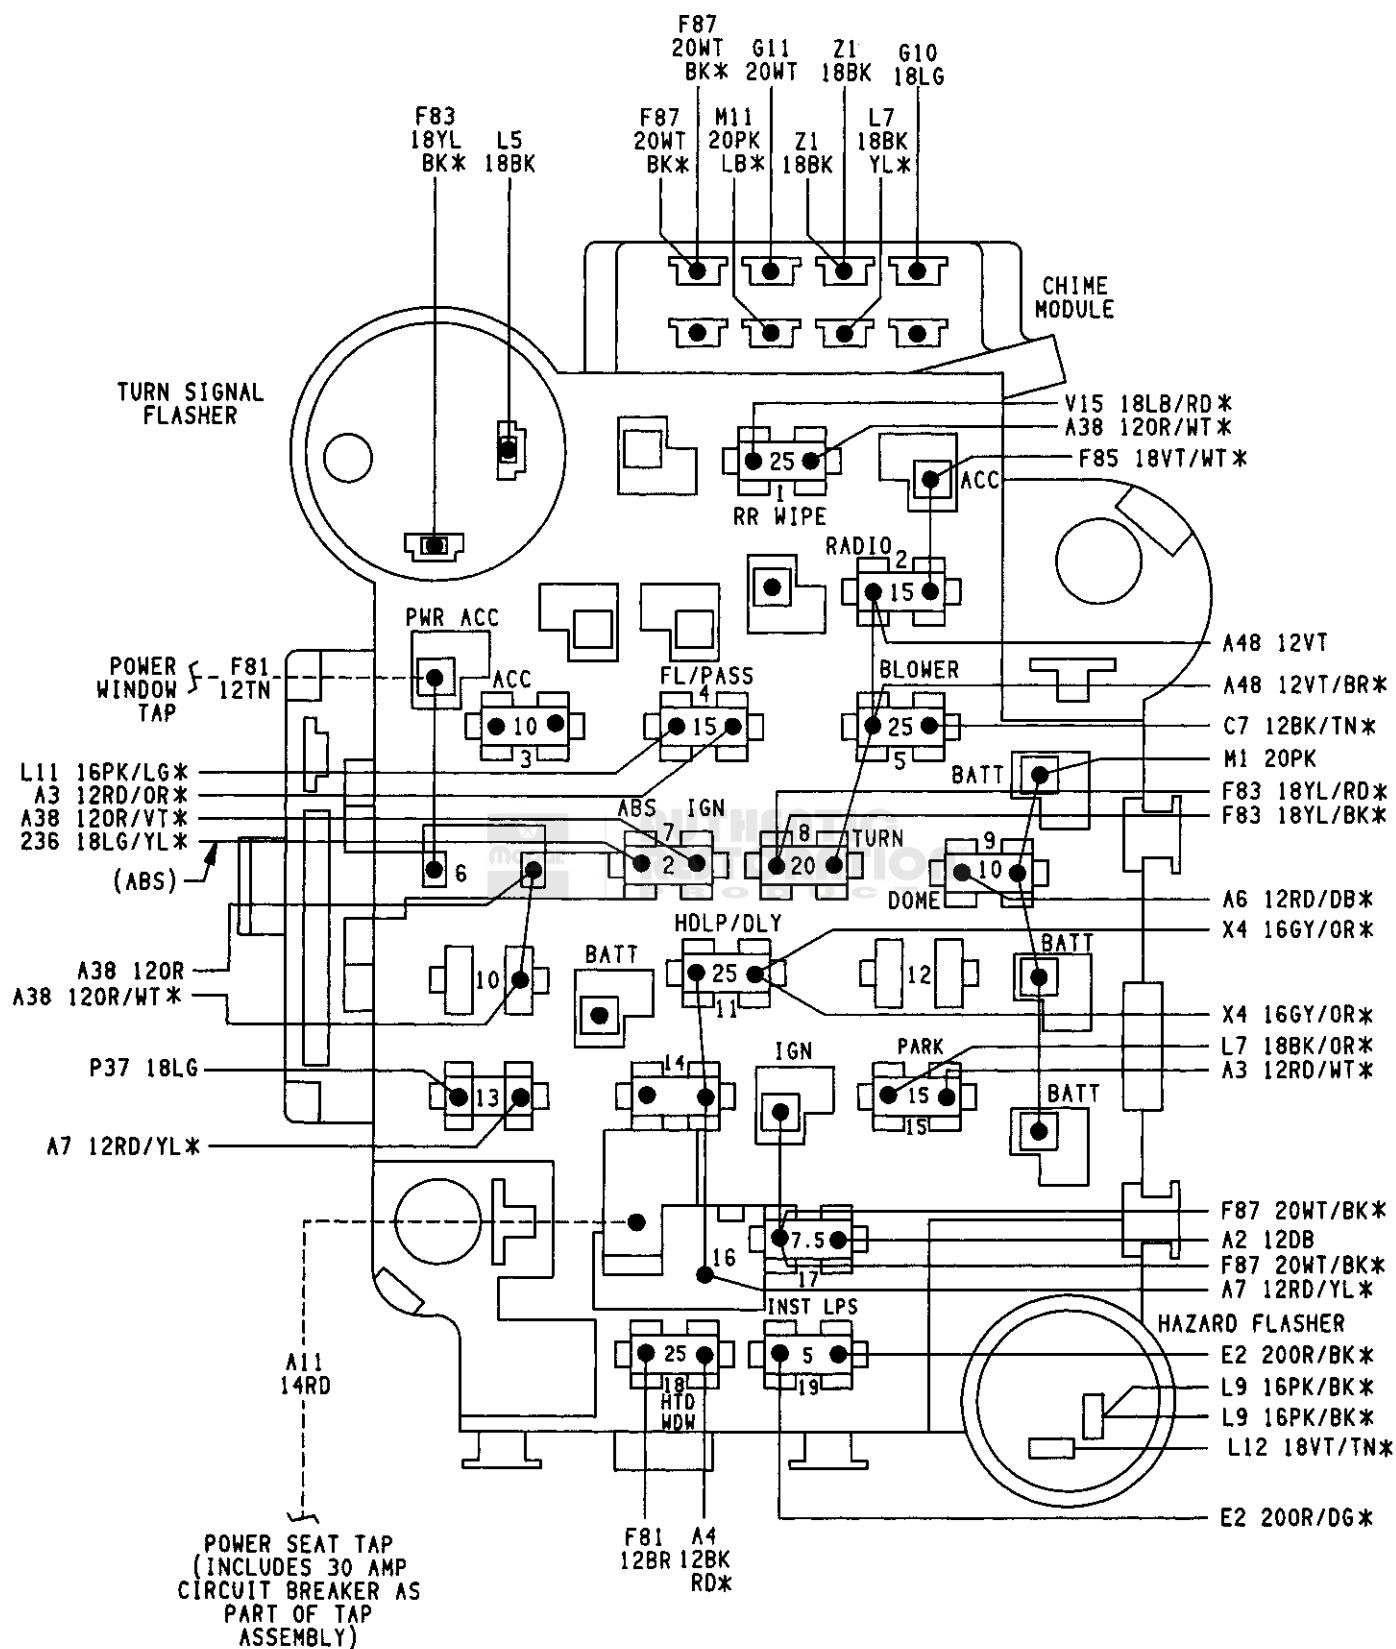 F87
20WT
BK*
G11
20WT
Z1
18BK
G10
18LG
F83
18YL
BK*
L5
18BK
F87
20WT
BK*
M11
20PK
LB*
Z1
18BK
L7
18BK
YL*
CHIME
MODULE
TURN SIGNAL
FLASHER
V15 18LB/RD*
A38 12OR/WT*
F85 18VT/WT*
25
1
RR WIPE
ACC
RADIO
2
15
A48 12VT
PWR ACC
POWER
WINDOW
TAP
F81
12TN
ACC
10
3
FL/PASS
4
15
BLOWER
25
5
A48 12VT/BR*
C7 12BK/TN*
M1 20PK
BATT
L11 16PK/LG*
A3 12RD/OR*
A38 12OR/VT*
236 18LG/YL*
(ABS)
F83 18YL/RD*
F83 18YL/BK*
ABS
IGN
7
2
8
20
TURN
9
10
DOME
6
Mopar
AUTHENTIC
RESTORATION
PRODUCT
A6 12RD/DB*
X4 16GY/OR*
HDLP/DLY
25
11
BATT
BATT
A38 12OR
A38 12OR/WT*
10
12
X4 16GY/OR*
L7 18BK/OR*
A3 12RD/WT*
P37 18LG
13
14
IGN
PARK
15
15
BATT
A7 12RD/YL*
16
7.5
17
F87 20WT/BK*
A2 12DB
F87 20WT/BK*
A7 12RD/YL*
INST LPS
HAZARD FLASHER
25
18
HTD
WDW
5
19
E2 20OR/BK*
L9 16PK/BK*
L9 16PK/BK*
L12 18VT/TN*
A11
14RD
E2 20OR/DG*
F81
12BR
A4
12BK
RD*
POWER SEAT TAP
(INCLUDES 30 AMP
CIRCUIT BREAKER AS
PART OF TAP
ASSEMBLY)